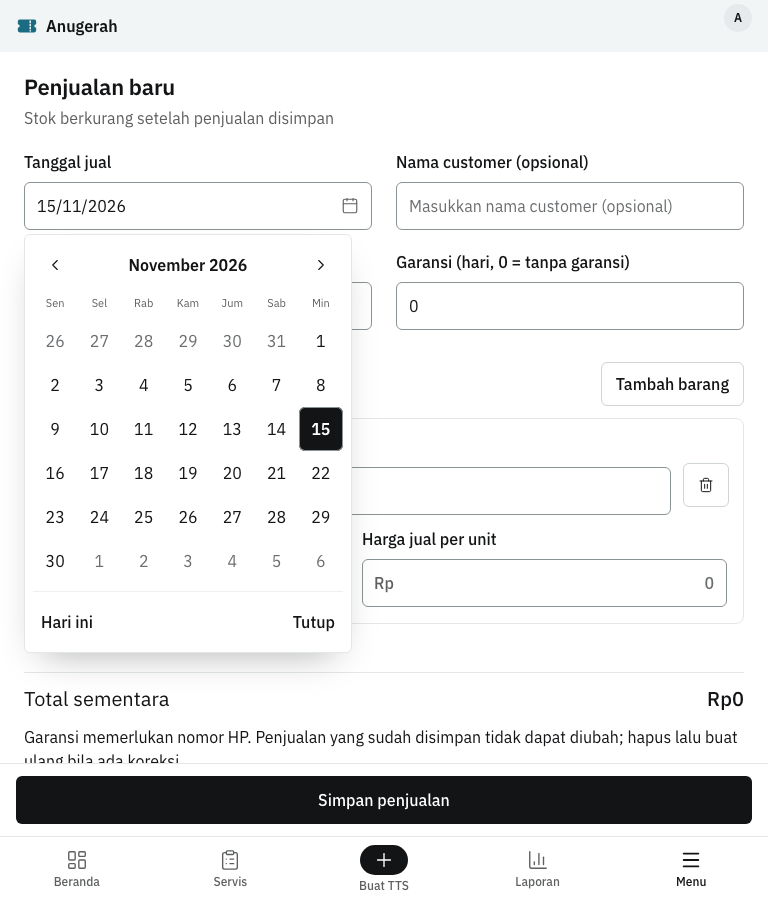 Anugerah
A
Penjualan baru
Stok berkurang setelah penjualan disimpan
Tanggal jual
Nama customer (opsional)
15/11/2026
Masukkan nama customer (opsional)
November 2026
Garansi (hari, 0 = tanpa garansi)
Sen Sel Rab Kam Jum Sab Min
0
26 27 28 29 30 31 1
2 3 4 5 6 7 8
Tambah barang
9 10 11 12 13 14 15
16 17 18 19 20 21 22
23 24 25 26 27 28 29
Harga jual per unit
30 1 2 3 4 5 6
Rp 0
Hari ini Tutup
Total sementara Rp0
Garansi memerlukan nomor HP. Penjualan yang sudah disimpan tidak dapat diubah; hapus lalu buat
ulang bila ada koreksi.
Simpan penjualan
Beranda Servis Buat TTS Laporan Menu